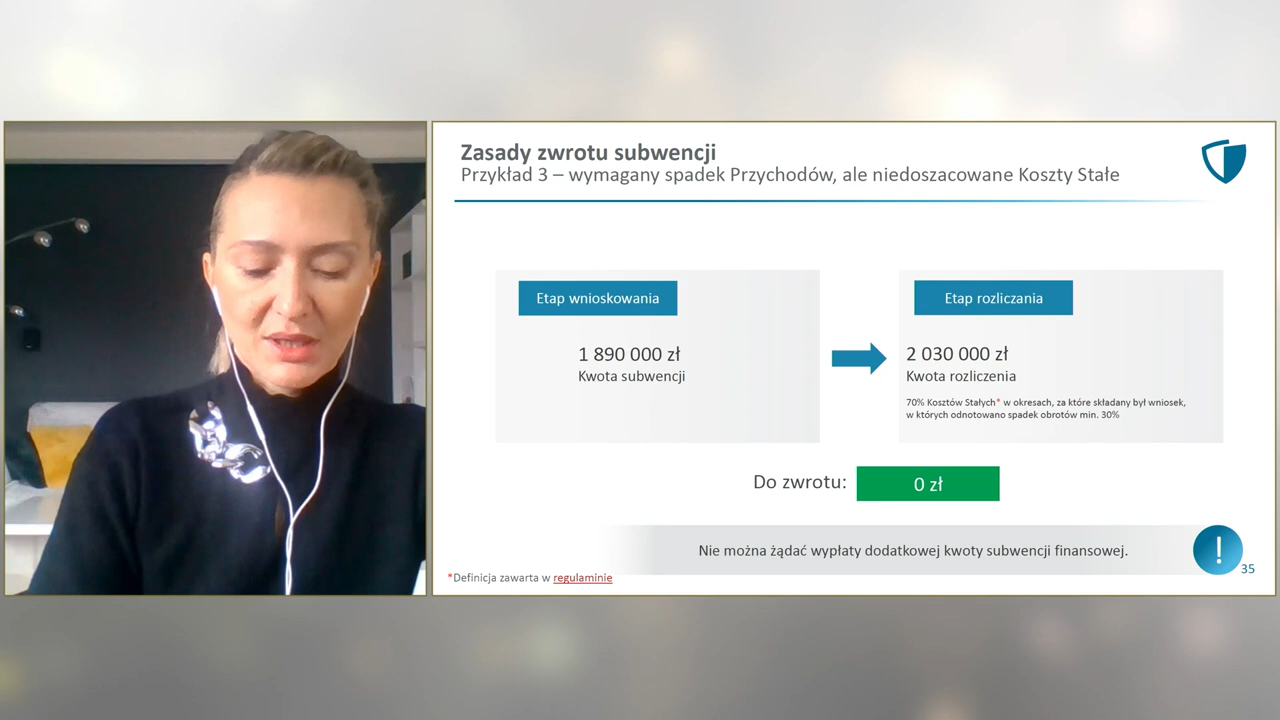 Zasady zwrotu subwencji
Przykład 3 – wymagany spadek Przychodów, ale niedoszacowane Koszty Stałe
Etap wnioskowania
1 890 000 zł
Kwota subwencji
Etap rozliczania
2 030 000 zł
Kwota rozliczenia
70% Kosztów Stałych* w okresach, za które składany był wniosek,
w których odnotowano spadek obrotów min. 30%
Do zwrotu:
0 zł
Nie można żądać wypłaty dodatkowej kwoty subwencji finansowej.
!
*Definicja zawarta w regulaminie
35